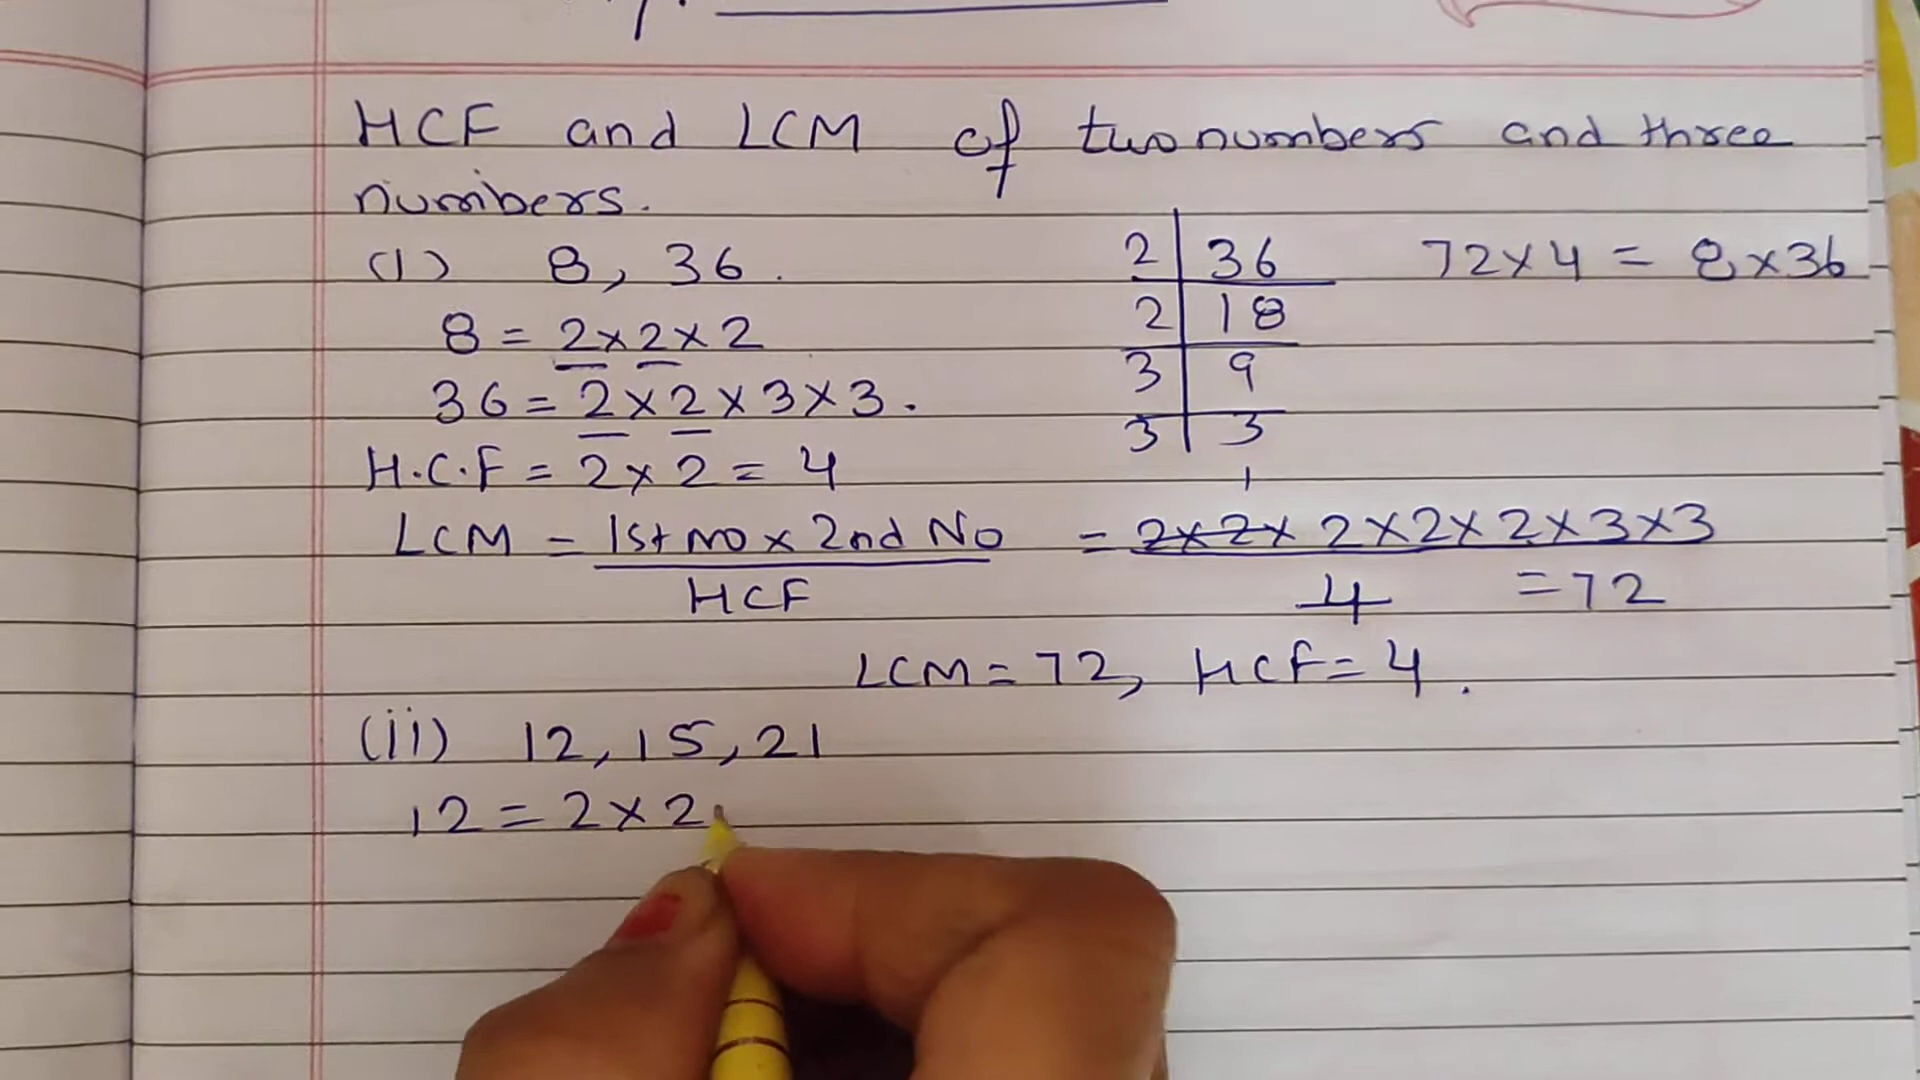 HCF and LCM of two numbers and three
numbers.
(1) 8, 36.
8 = 2×2×2
36 = 2×2×3×3.
H.C.F = 2×2 = 4
LCM = 1st no × 2nd No / HCF = 2×2×2×2×2×3×3 / 4 = 72
LCM = 72, HCF = 4.
(ii) 12, 15, 21
12 = 2×2
2 | 36
2 | 18
3 | 9
3 | 3
1
72×4 = 8×36